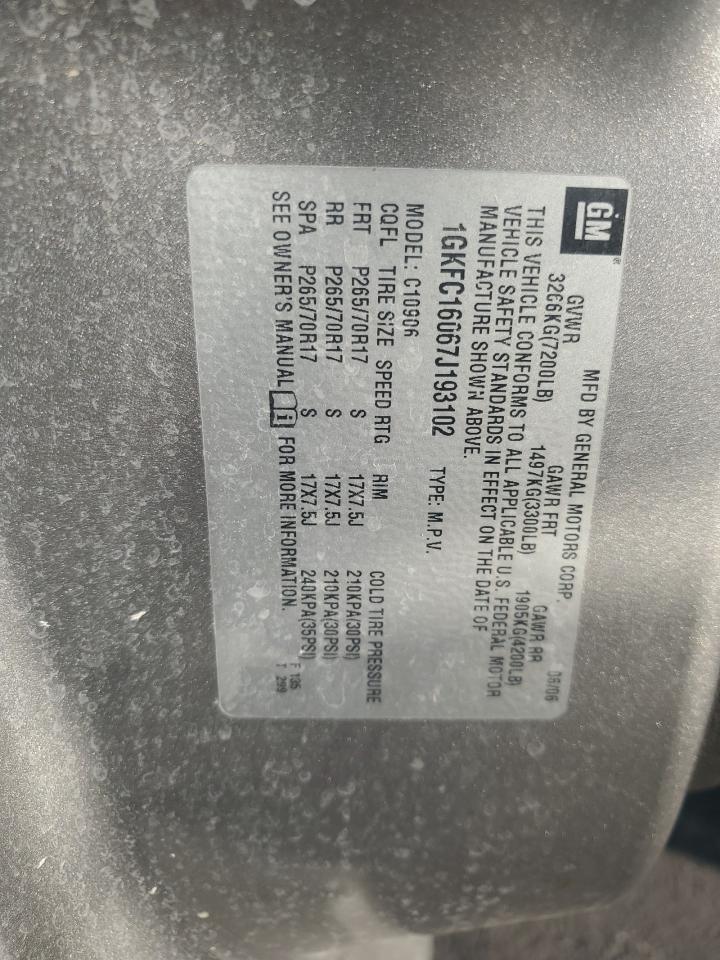 GM®
MFD BY GENERAL MOTORS CORP. 06/06
GVWR GAWR FRT GAWR RR
3266KG(7200LB) 1497KG(3300LB) 1905KG(4200LB)
THIS VEHICLE CONFORMS TO ALL APPLICABLE U.S. FEDERAL MOTOR
VEHICLE SAFETY STANDARDS IN EFFECT ON THE DATE OF
MANUFACTURE SHOWN ABOVE.
1GKFC16067J193102 TYPE: M.P.V.
MODEL: C10906
CQFL TIRE SIZE SPEED RTG RIM COLD TIRE PRESSURE
FRT P265/70R17 S 17X7.5J 210KPA(30PSI)
RR P265/70R17 S 17X7.5J 210KPA(30PSI)
SPA P265/70R17 S 17X7.5J 240KPA(35PSI)
SEE OWNER'S MANUAL i FOR MORE INFORMATION.
F 135
T 299